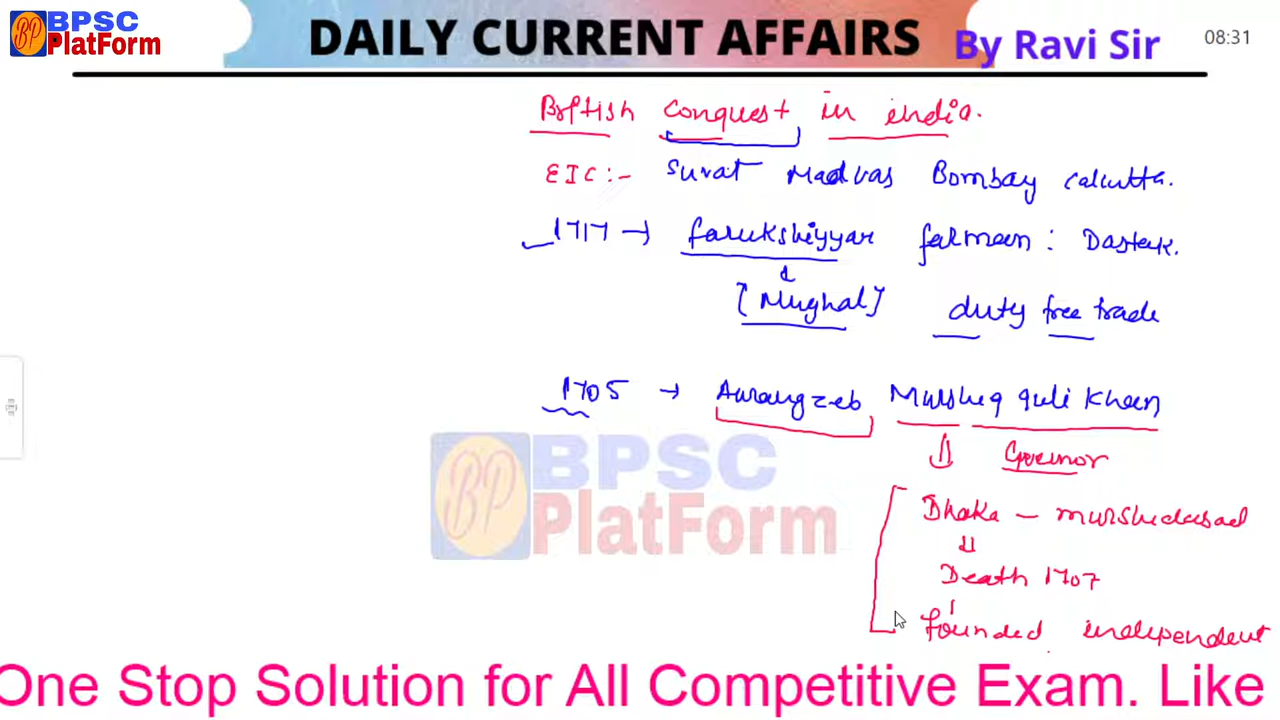 BPSC
PlatForm
DAILY CURRENT AFFAIRS By Ravi Sir
08:31
British Conquest in india.
EIC:- Surat Madras Bombay Calcutta.
1717 → farukshiyyar farman : Dastak.
[Mughal] duty free trade
1705 → Aurangzeb Murshiq quli Khan
Governor
Dhaka - murshidabad
Death 1707
founded independent
BPSC
PlatForm
One Stop Solution for All Competitive Exam. Like